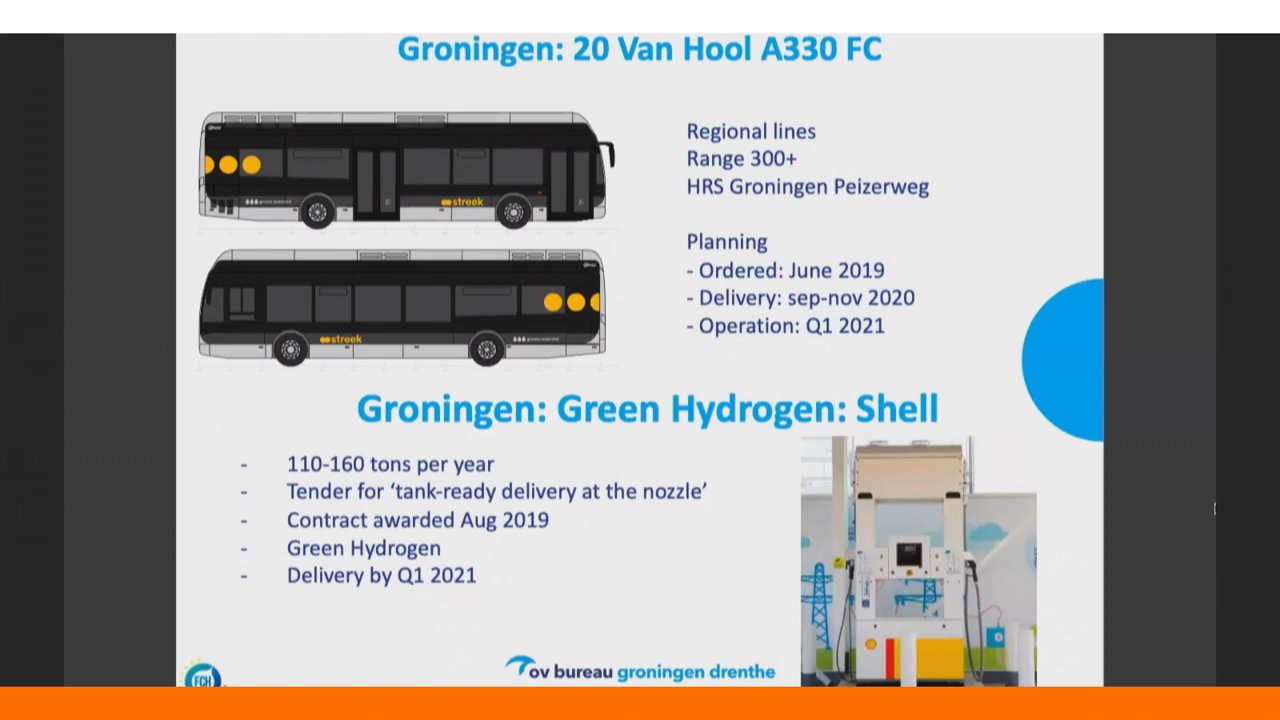 Groningen: 20 Van Hool A330 FC
Regional lines
Range 300+
HRS Groningen Peizerweg
Planning
- Ordered: June 2019
- Delivery: sep-nov 2020
- Operation: Q1 2021
streek
streek
Groningen: Green Hydrogen: Shell
- 110-160 tons per year
- Tender for ‘tank-ready delivery at the nozzle’
- Contract awarded Aug 2019
- Green Hydrogen
- Delivery by Q1 2021
FCH
ov bureau groningen drenthe